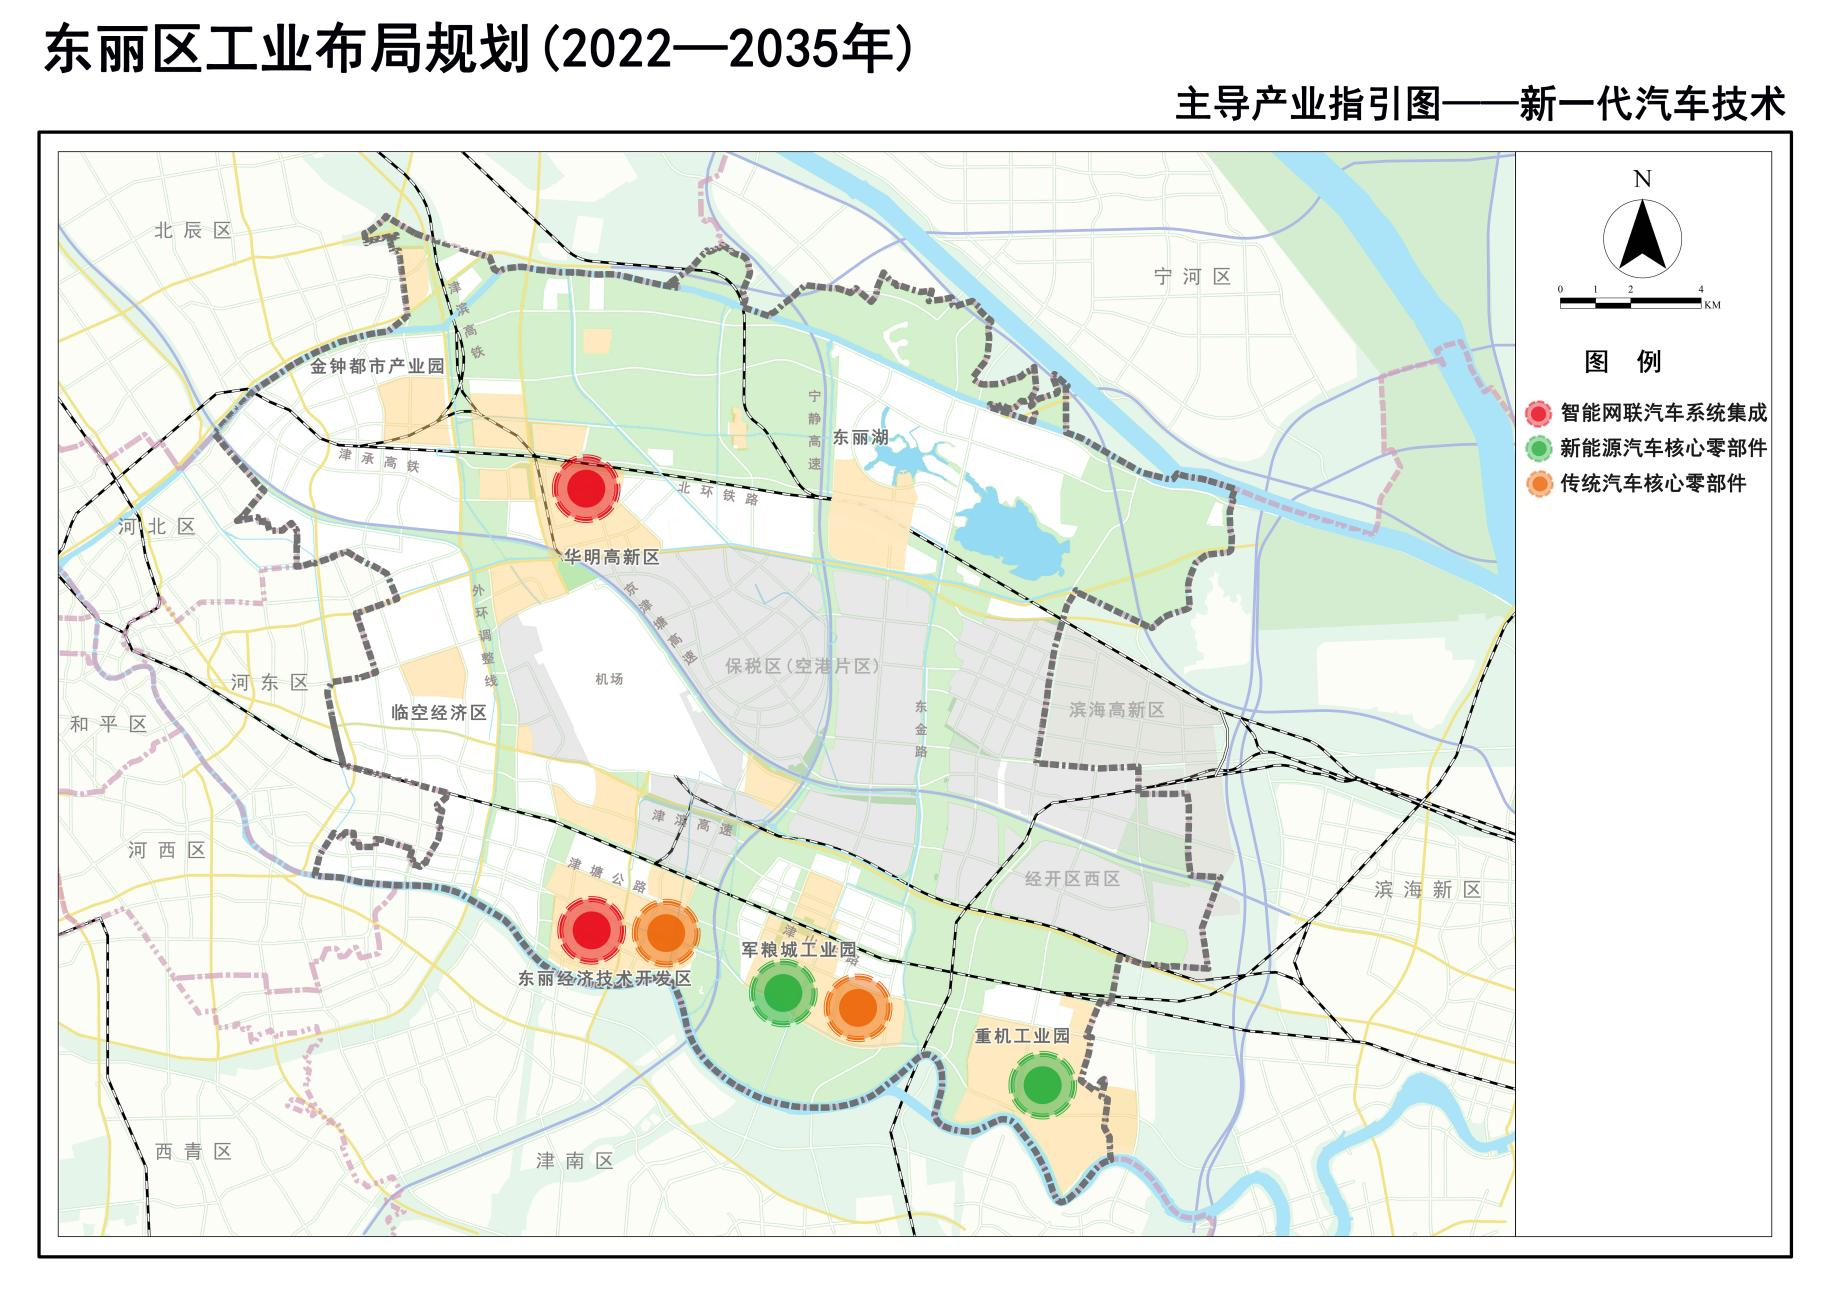 东丽区工业布局规划(2022—2035年)
主导产业指引图——新一代汽车技术
N
0 1 2 4
KM
图 例
智能网联汽车系统集成
新能源汽车核心零部件
传统汽车核心零部件
北辰区
宁河区
津滨高铁
金钟都市产业园
宁静高速
东丽湖
津承高铁
北环铁路
河北区
华明高新区
京津塘高速
外环调整线
保税区(空港片区)
机场
河东区
临空经济区
和平区
东金路
滨海高新区
津滨高速
河西区
津塘公路
经开区西区
滨海新区
军粮城工业园
东丽经济技术开发区
重机工业园
西青区
津南区